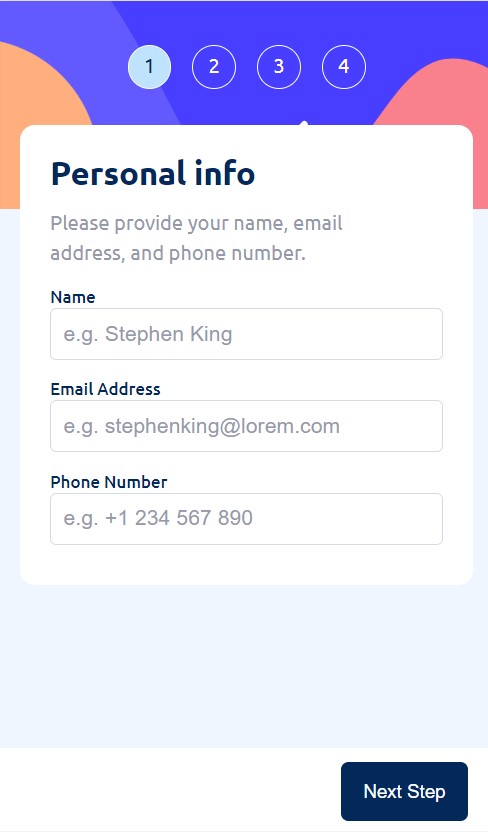 1 2 3 4
Personal info
Please provide your name, email
address, and phone number.
Name
e.g. Stephen King
Email Address
e.g. stephenking@lorem.com
Phone Number
e.g. +1 234 567 890
Next Step